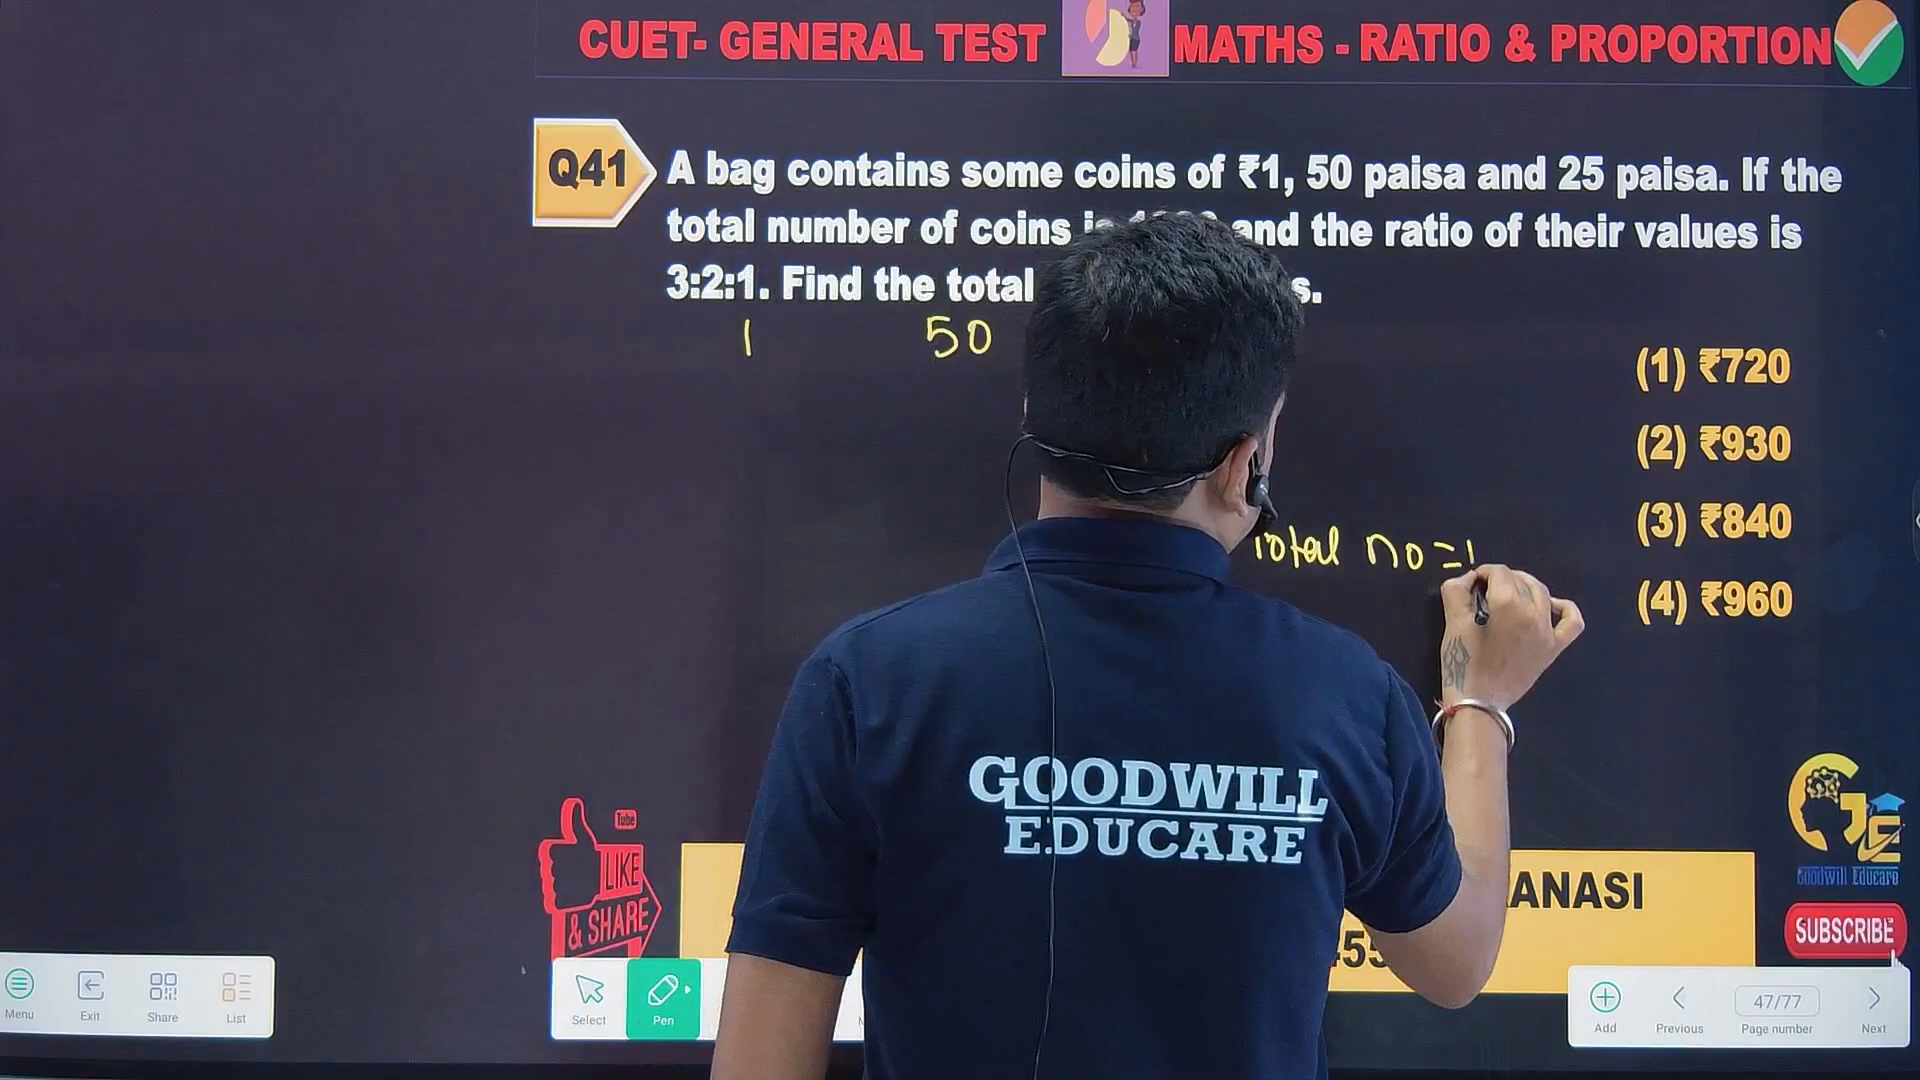 CUET- GENERAL TEST MATHS - RATIO & PROPORTION
Q41
A bag contains some coins of ₹1, 50 paisa and 25 paisa. If the
total number of coins and the ratio of their values is
3:2:1. Find the total
1 50
(1) ₹720
(2) ₹930
(3) ₹840
(4) ₹960
Total no = 1
GOODWILL
EDUCARE
Tube
LIKE
& SHARE
ANASI
455
Goodwill Educare
SUBSCRIBE
Menu Exit Share List
Select Pen
Add Previous 47/77 Page number Next